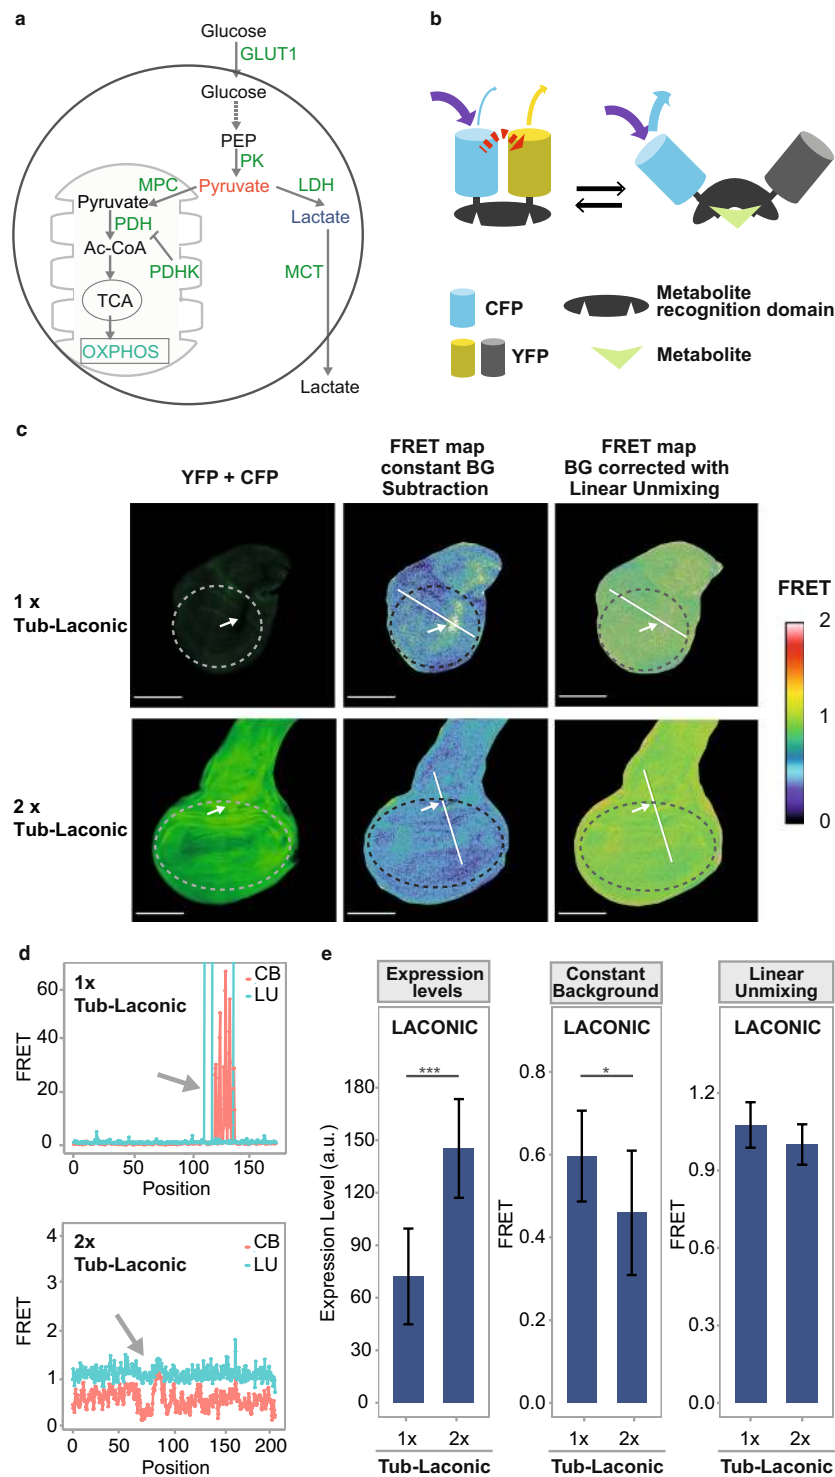 a
Glucose
GLUT1
Glucose
PEP
PK
MPC
Pyruvate
LDH
Pyruvate
Lactate
PDH
Ac-CoA
PDHK
MCT
TCA
OXPHOS
Lactate
b
CFP
Metabolite
recognition domain
YFP
Metabolite
c
YFP + CFP
FRET map
constant BG
Subtraction
FRET map
BG corrected with
Linear Unmixing
1 x
Tub-Laconic
2 x
Tub-Laconic
FRET
2
1
0
d
1x
Tub-Laconic
CB
LU
FRET
60
40
20
0
0 50 100 150
Position
2x
Tub-Laconic
CB
LU
FRET
4
3
2
1
0
0 50 100 150 200
Position
e
Expression
levels
LACONIC
***
Expression Level (a.u.)
180
150
120
90
60
30
0
1x 2x
Tub-Laconic
Constant
Background
LACONIC
*
FRET
0.8
0.6
0.4
0.2
0.0
1x 2x
Tub-Laconic
Linear
Unmixing
LACONIC
FRET
1.2
0.9
0.6
0.3
0.0
1x 2x
Tub-Laconic